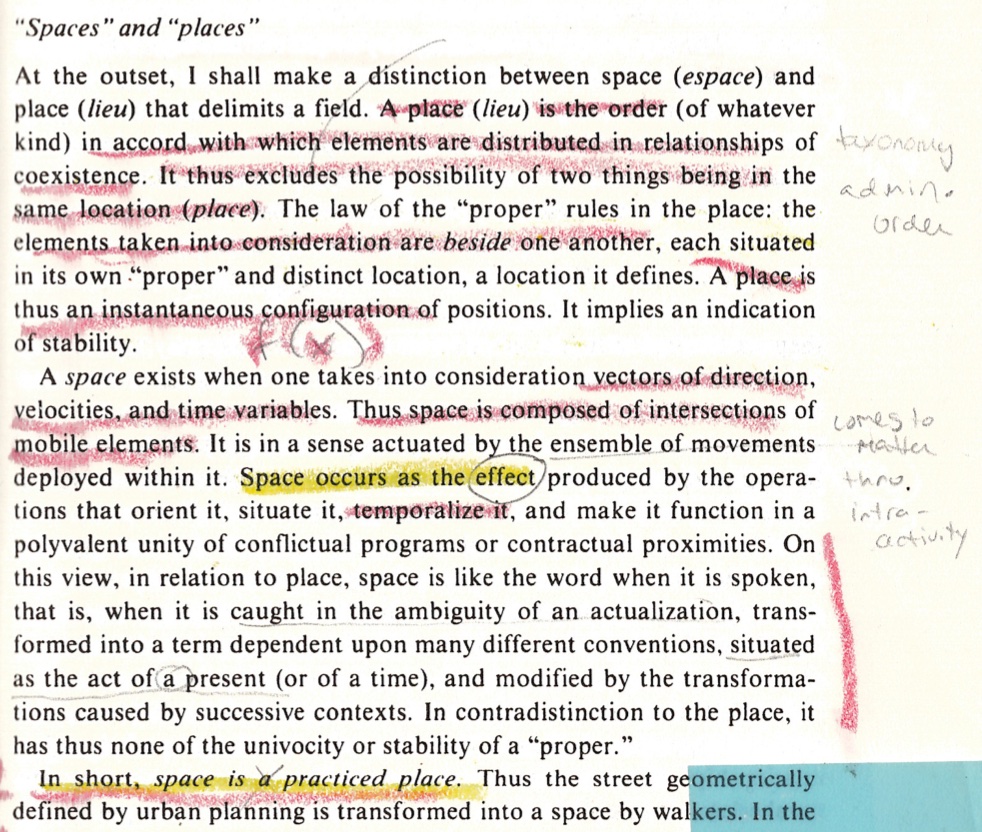 "Spaces" and "places"
At the outset, I shall make a distinction between space (espace) and
place (lieu) that delimits a field. A place (lieu) is the order (of whatever
kind) in accord with which elements are distributed in relationships of
coexistence. It thus excludes the possibility of two things being in the
same location (place). The law of the "proper" rules in the place: the
elements taken into consideration are beside one another, each situated
in its own "proper" and distinct location, a location it defines. A place is
thus an instantaneous configuration of positions. It implies an indication
of stability.
f(x)
A space exists when one takes into consideration vectors of direction,
velocities, and time variables. Thus space is composed of intersections of
mobile elements. It is in a sense actuated by the ensemble of movements
deployed within it. Space occurs as the effect produced by the opera-
tions that orient it, situate it, temporalize it, and make it function in a
polyvalent unity of conflictual programs or contractual proximities. On
this view, in relation to place, space is like the word when it is spoken,
that is, when it is caught in the ambiguity of an actualization, trans-
formed into a term dependent upon many different conventions, situated
as the act of a present (or of a time), and modified by the transforma-
tions caused by successive contexts. In contradistinction to the place, it
has thus none of the univocity or stability of a "proper."
In short, space is a practiced place. Thus the street geometrically
defined by urban planning is transformed into a space by walkers. In the
taxonomy
admin.
order
comes to
matter
thru.
intra-
activity